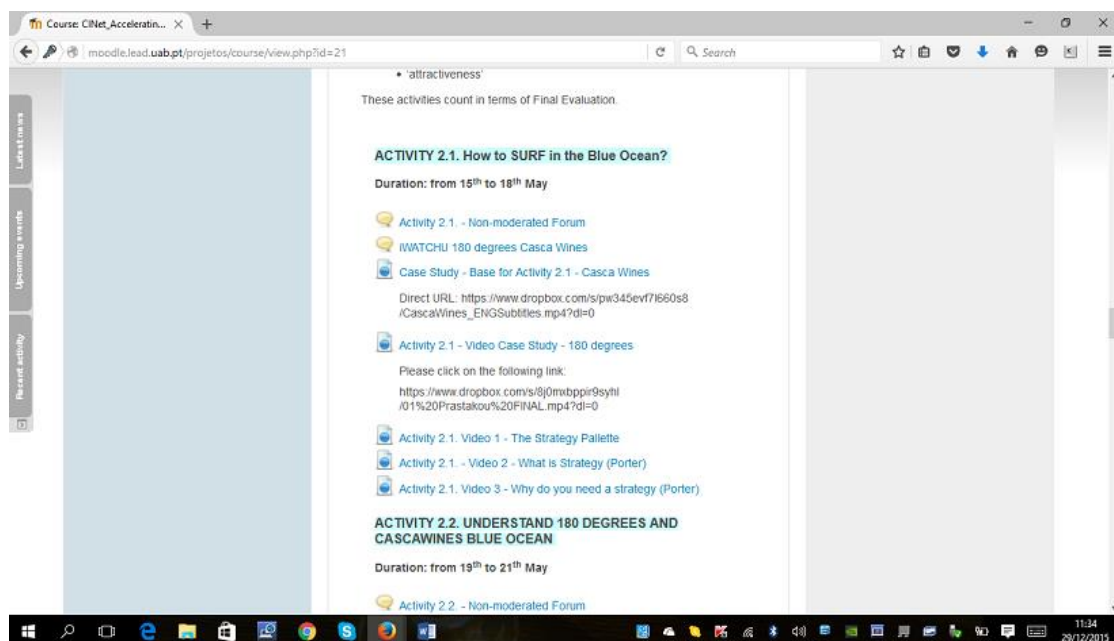 Course: CINet_Acceleratin...
moodle.lead.uab.pt/projetos/course/view.php?id=21
Search
Latest news
Upcoming events
Recent activity
• 'attractiveness'
These activities count in terms of Final Evaluation.
ACTIVITY 2.1. How to SURF in the Blue Ocean?
Duration: from 15th to 18th May
Activity 2.1. - Non-moderated Forum
iWATCHU 180 degrees Casca Wines
Case Study - Base for Activity 2.1 - Casca Wines
Direct URL: https://www.dropbox.com/s/pw345evf7l660s8
/CascaWines_ENGSubtitles.mp4?dl=0
Activity 2.1 - Video Case Study - 180 degrees
Please click on the following link:
https://www.dropbox.com/s/8j0mxbppir9syhl
/01%20Prastakou%20FINAL.mp4?dl=0
Activity 2.1. Video 1 - The Strategy Pallette
Activity 2.1. - Video 2 - What is Strategy (Porter)
Activity 2.1. Video 3 - Why do you need a strategy (Porter)
ACTIVITY 2.2. UNDERSTAND 180 DEGREES AND
CASCAWINES BLUE OCEAN
Duration: from 19th to 21th May
Activity 2.2. - Non-moderated Forum
11:34
29/12/2015